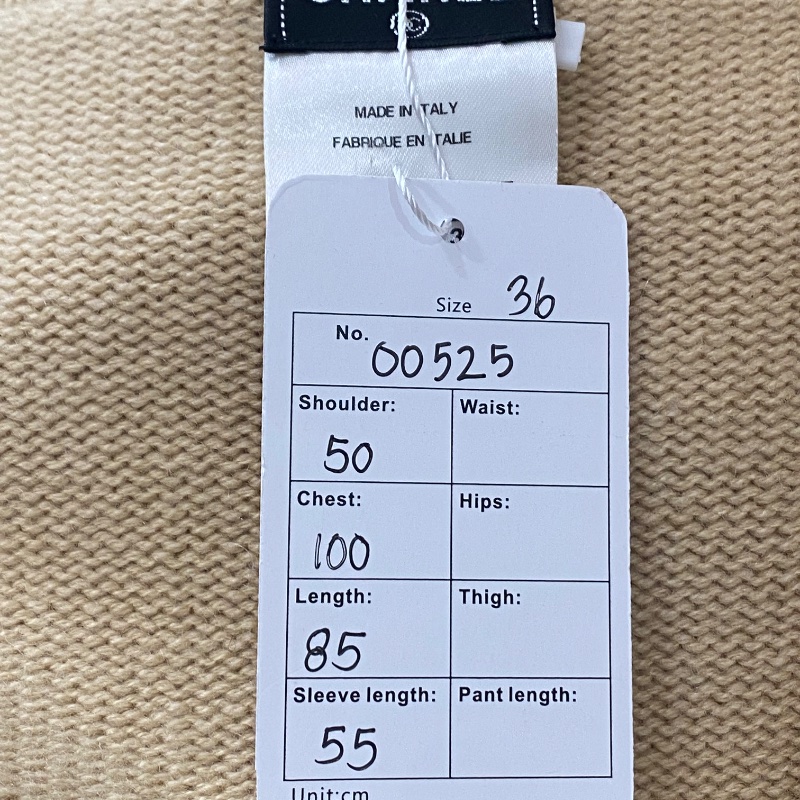 MADE IN ITALY
FABRIQUE EN ITALIE
Size 36
No. 00525
Shoulder: Waist:
50
Chest: Hips:
100
Length: Thigh:
85
Sleeve length: Pant length:
55
Unit:cm